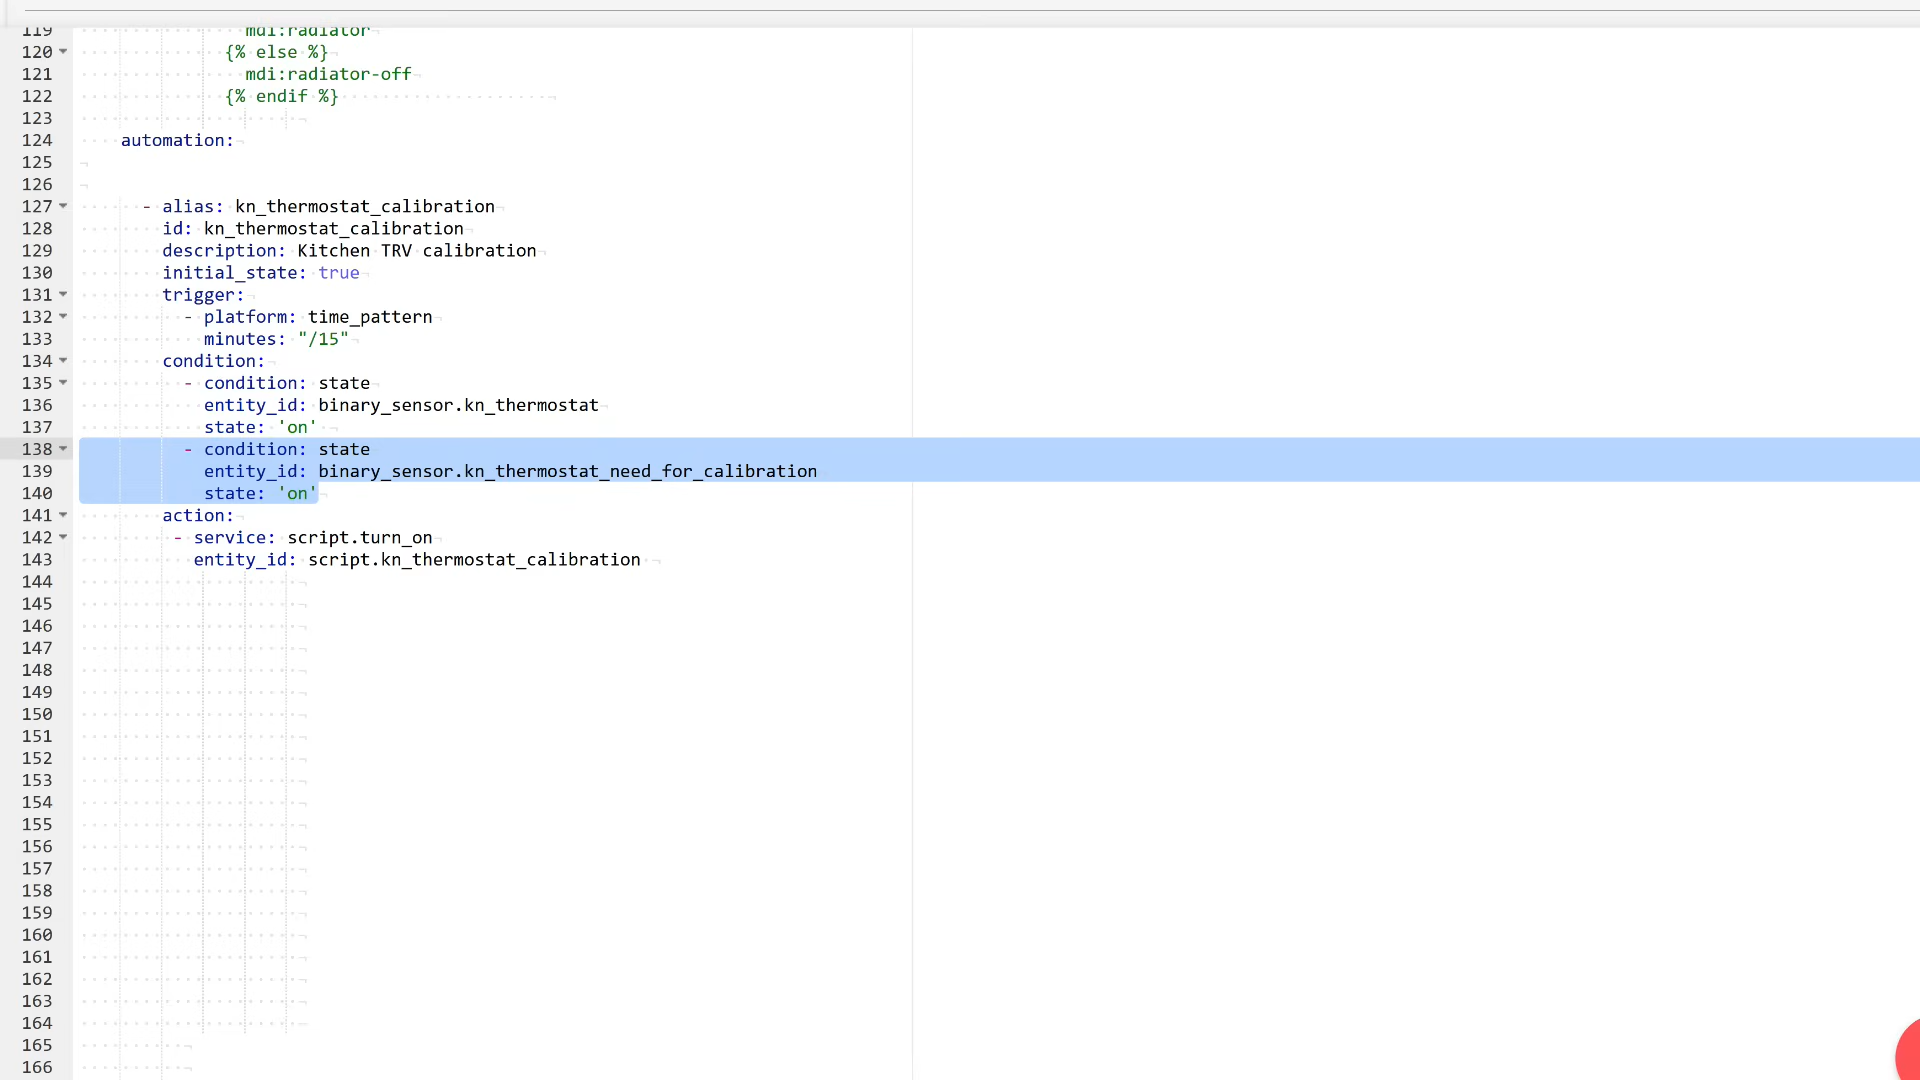 119 mdi:radiator
120 {% else %}
121 mdi:radiator-off
122 {% endif %}
123
124 automation:
125
126
127 - alias: kn_thermostat_calibration
128 id: kn_thermostat_calibration
129 description: Kitchen TRV calibration
130 initial_state: true
131 trigger:
132 - platform: time_pattern
133 minutes: "/15"
134 condition:
135 - condition: state
136 entity_id: binary_sensor.kn_thermostat
137 state: 'on'
138 - condition: state
139 entity_id: binary_sensor.kn_thermostat_need_for_calibration
140 state: 'on'
141 action:
142 - service: script.turn_on
143 entity_id: script.kn_thermostat_calibration
144
145
146
147
148
149
150
151
152
153
154
155
156
157
158
159
160
161
162
163
164
165
166